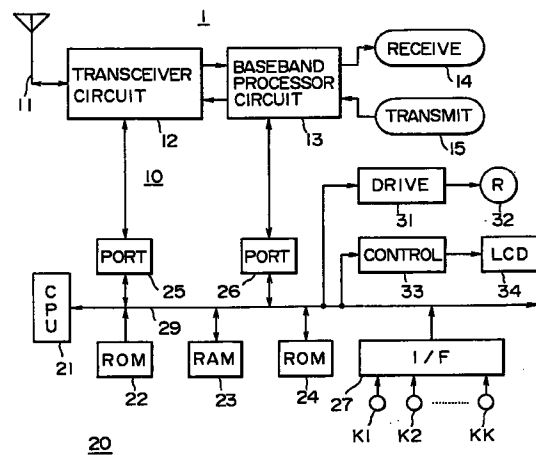 1
TRANSCEIVER CIRCUIT
BASEBAND PROCESSOR CIRCUIT
RECEIVE
14
TRANSMIT
15
11
12
13
10
DRIVE
31
R
32
PORT
25
PORT
26
CONTROL
33
LCD
34
CPU
21
29
ROM
22
RAM
23
ROM
24
I/F
27
K1
K2
KK
20